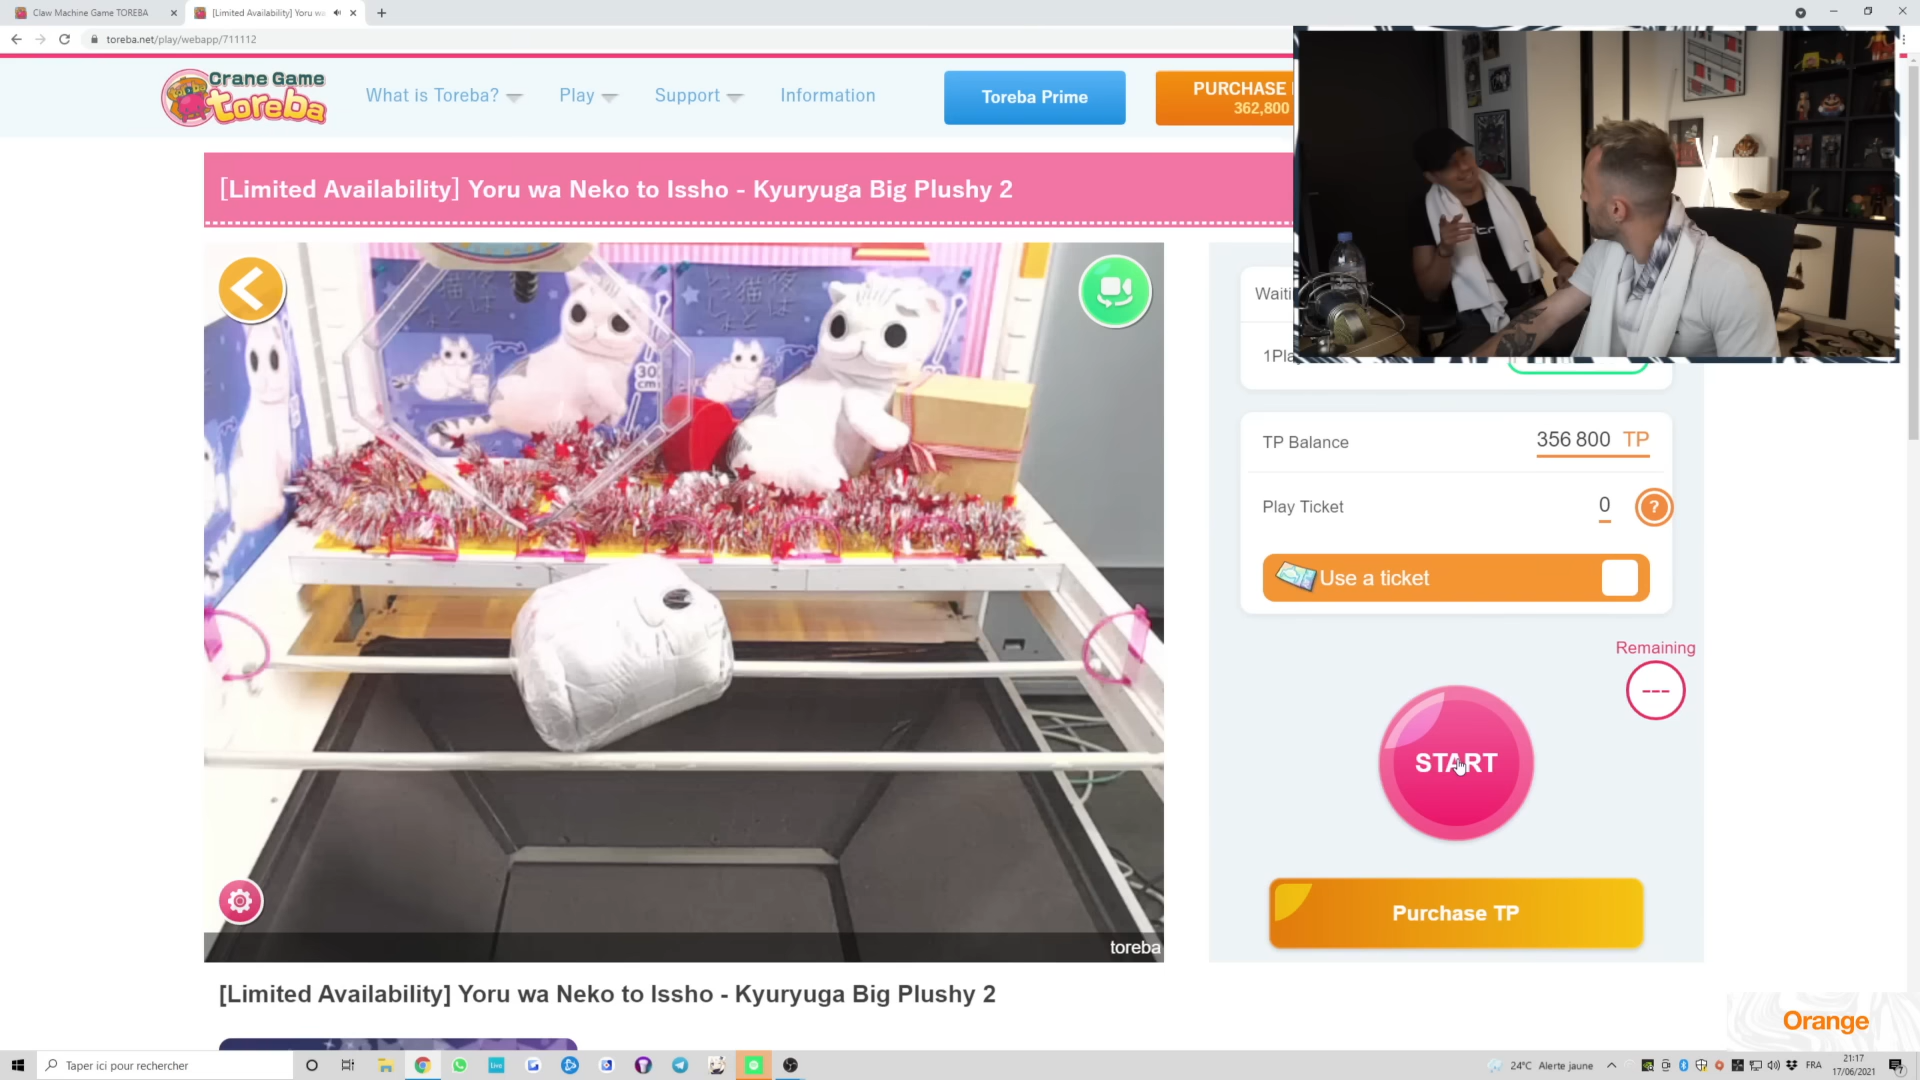 Claw Machine Game TOREBA
[Limited Availability] Yoru wa
toreba.net/play/webapp/711112
Crane Game
toreba
What is Toreba?
Play
Support
Information
Toreba Prime
PURCHASE
362,800
[Limited Availability] Yoru wa Neko to Issho - Kyuryuga Big Plushy 2
30
cm
Waiti
1Pla
TP Balance
356 800 TP
Play Ticket
0
?
Use a ticket
Remaining
---
START
Purchase TP
toreba
[Limited Availability] Yoru wa Neko to Issho - Kyuryuga Big Plushy 2
Orange
Taper ici pour rechercher
24°C Alerte jaune
FRA
21:17
17/06/2021